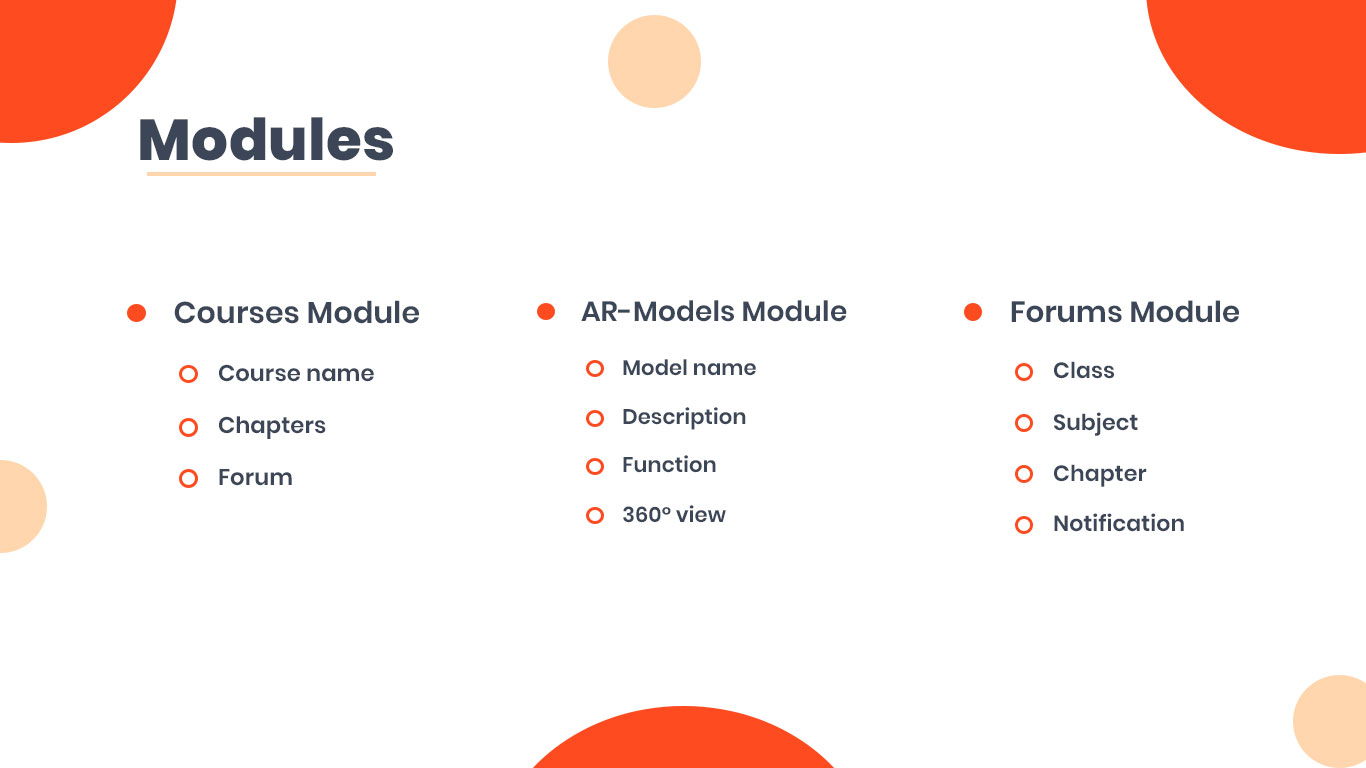 Modules
Courses Module
Course name
Chapters
Forum
AR-Models Module
Model name
Description
Function
360° view
Forums Module
Class
Subject
Chapter
Notification